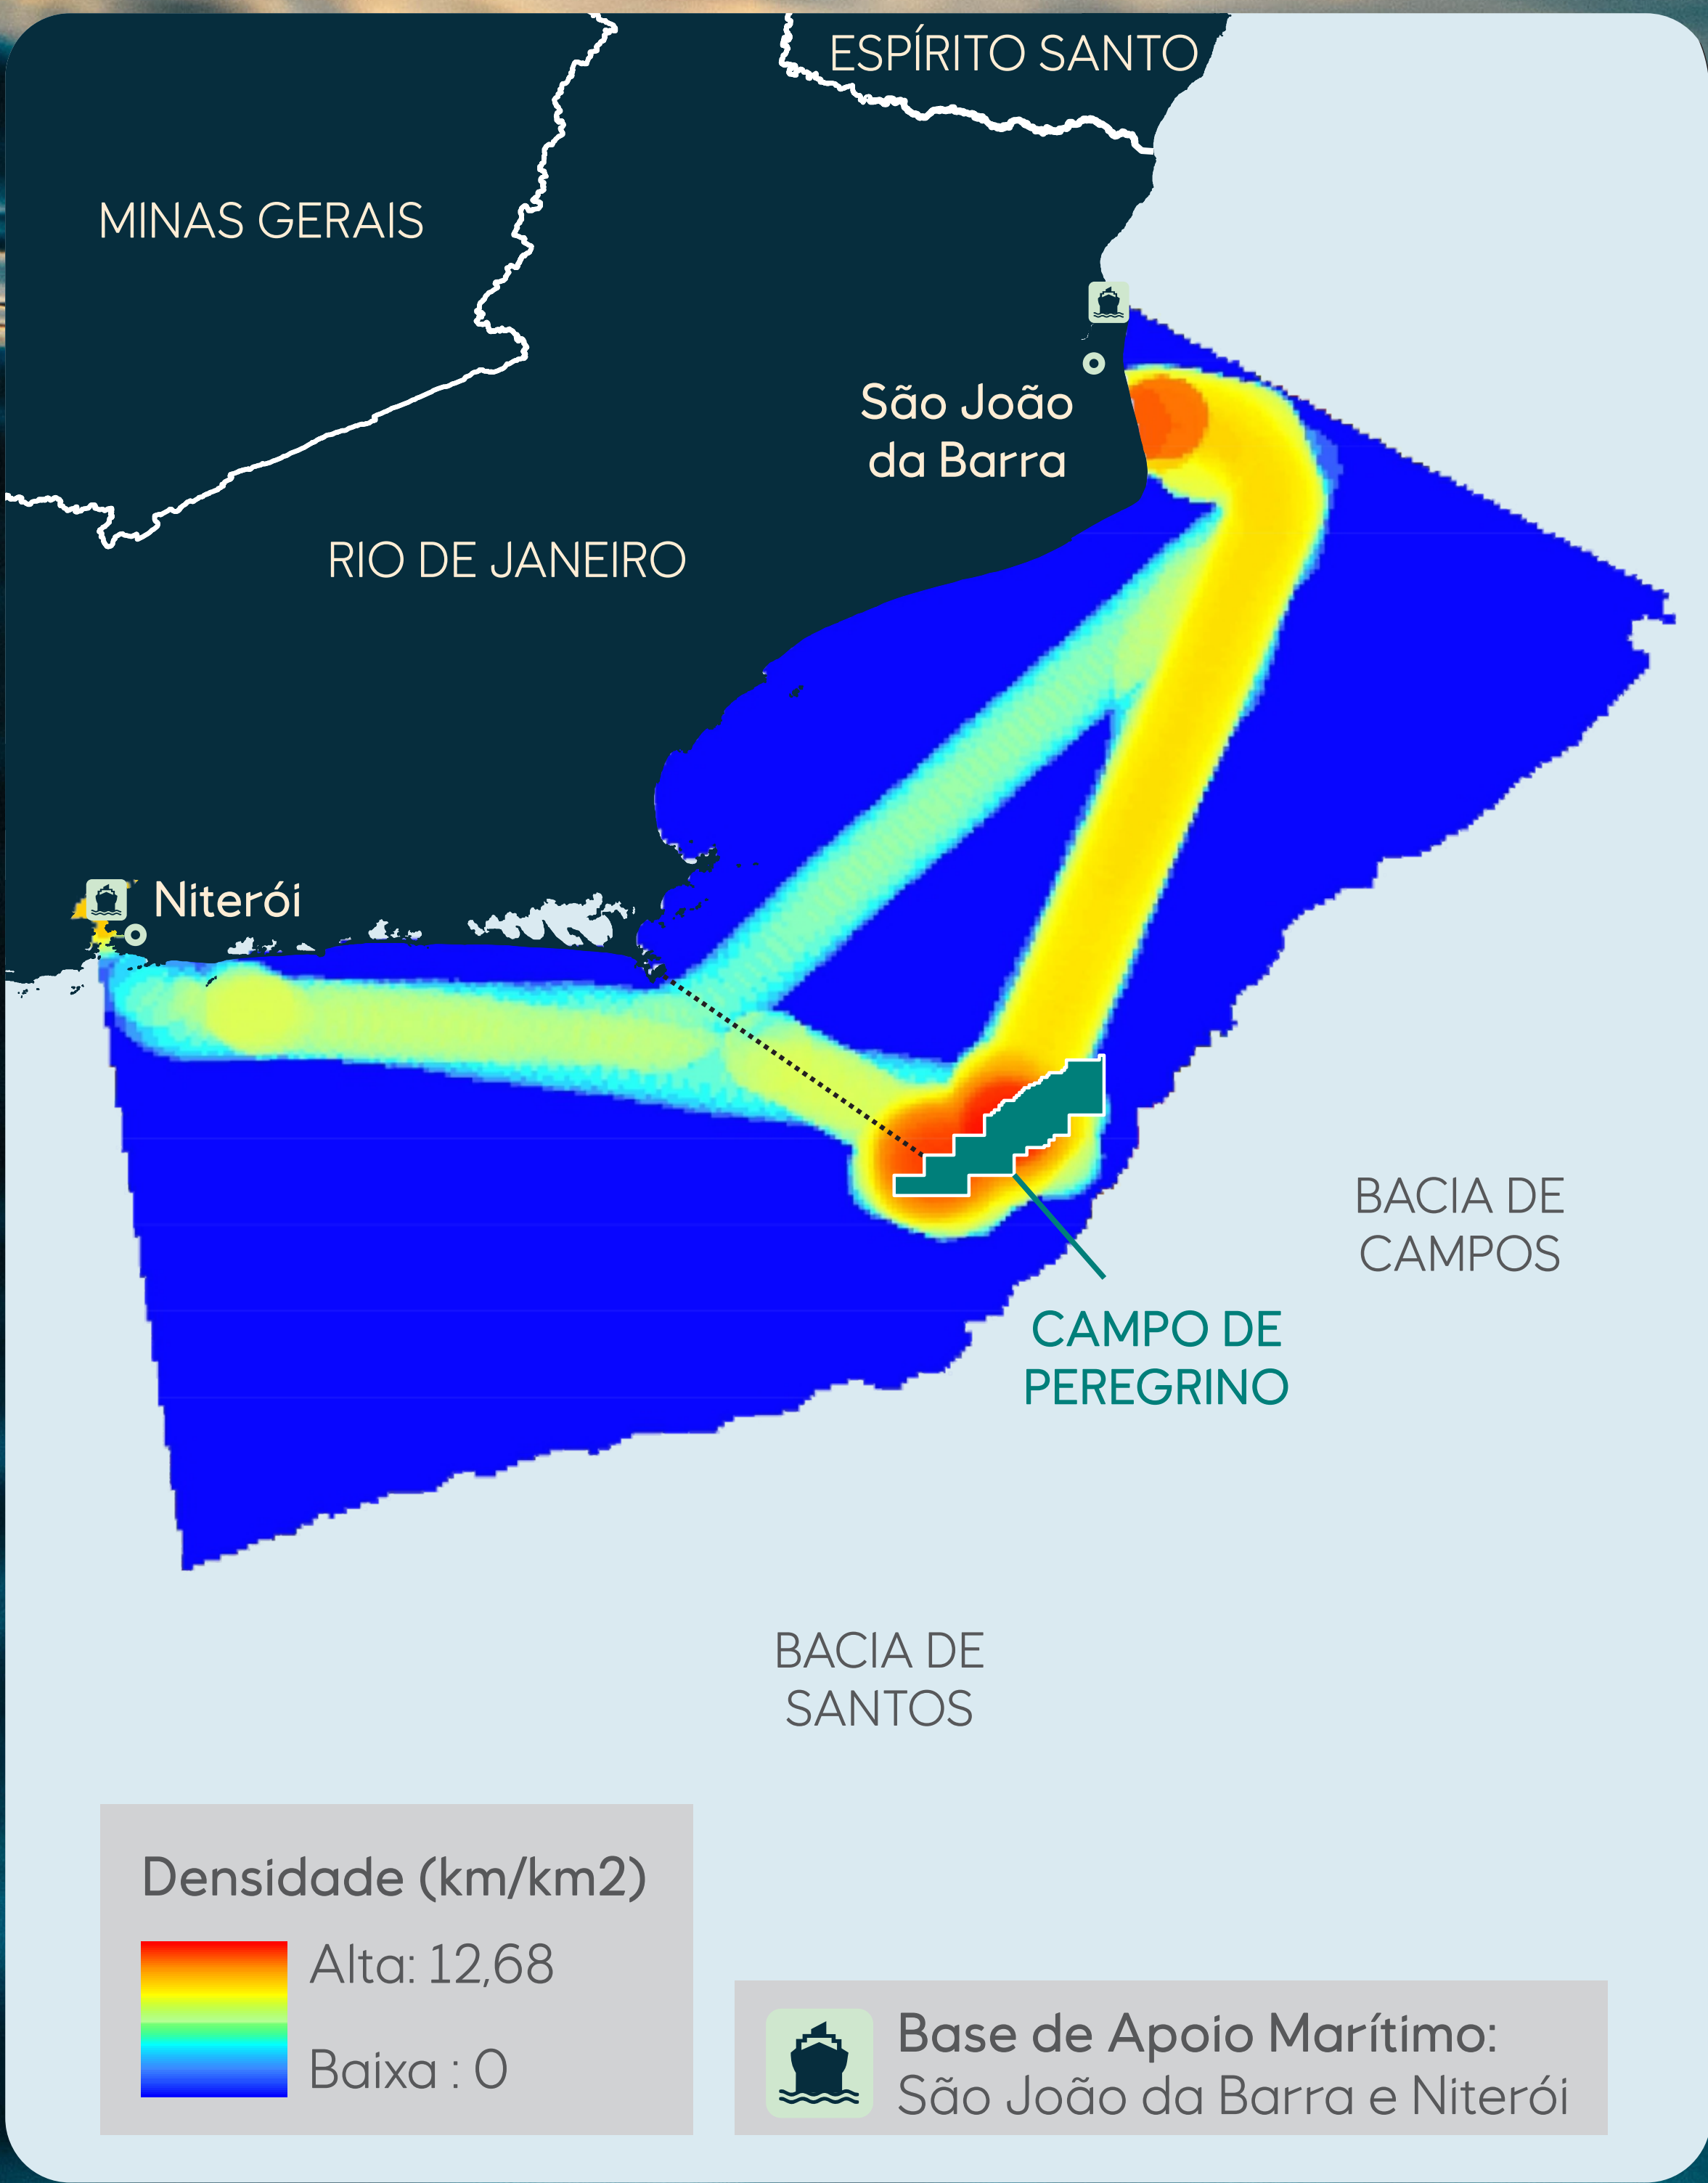 ESPÍRITO SANTO
MINAS GERAIS
São João
da Barra
RIO DE JANEIRO
Niterói
BACIA DE
CAMPOS
CAMPO DE
PEREGRINO
BACIA DE
SANTOS
Densidade (km/km2)
Alta: 12,68
Baixa : 0
Base de Apoio Marítimo:
São João da Barra e Niterói